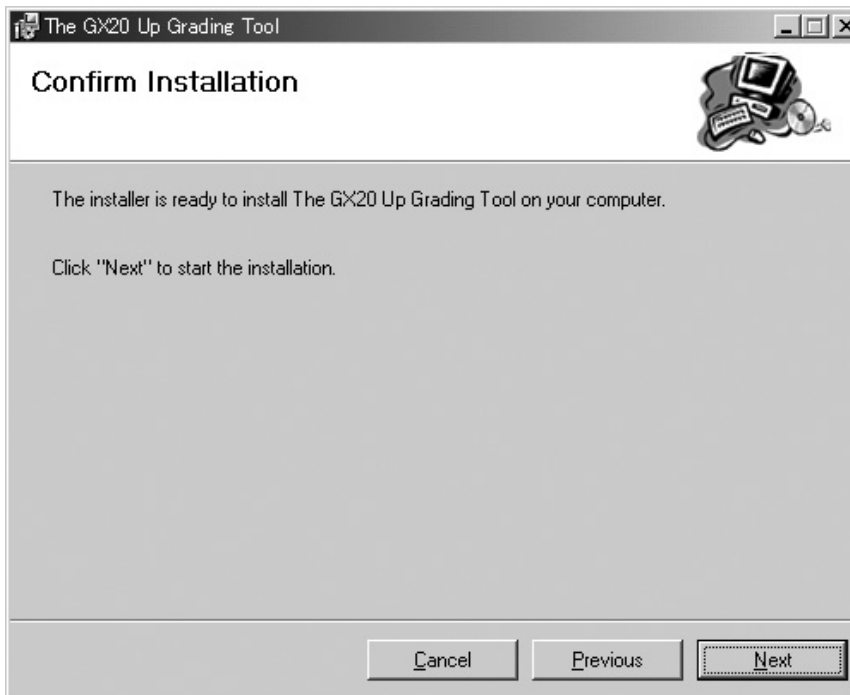 The GX20 Up Grading Tool
Confirm Installation
The installer is ready to install The GX20 Up Grading Tool on your computer.
Click "Next" to start the installation.
Cancel Previous Next